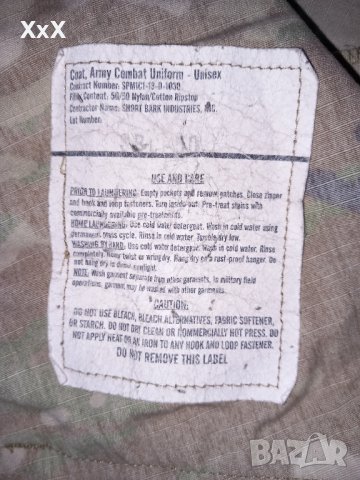 XxX
Coat, Army Combat Uniform - Unisex
Contract Number: SPM1C1-13-D-1038
Fiber Content: 50/50 Nylon/Cotton Ripstop
Contractor Name: SHORT BARK INDUSTRIES, INC.
Lot Number:
USE AND CARE
PRIOR TO LAUNDERING: Empty pockets and remove patches. Close zipper
and hook and loop fasteners. Turn inside out. Pre-treat stains with
commercially available pre-treatments.
HOME LAUNDERING: Use cold water detergent. Wash in cold water using
permanent press cycle. Rinse in cold water. Tumble dry low.
WASHING BY HAND: Use cold water detergent. Wash in cold water. Rinse
completely. Do not twist or wring. Hang dry on a rust-proof hanger. Do
not hang dry in direct sunlight.
NOTE: Wash garment separate from other garments. In military field
operations, garment may be washed with other garments.
CAUTION:
DO NOT USE BLEACH, BLEACH ALTERNATIVES, FABRIC SOFTENER,
OR STARCH. DO NOT DRY CLEAN OR COMMERCIALLY HOT PRESS. DO
NOT APPLY HEAT OR AN IRON TO ANY HOOK AND LOOP FASTENER.
DO NOT REMOVE THIS LABEL
BAZAR